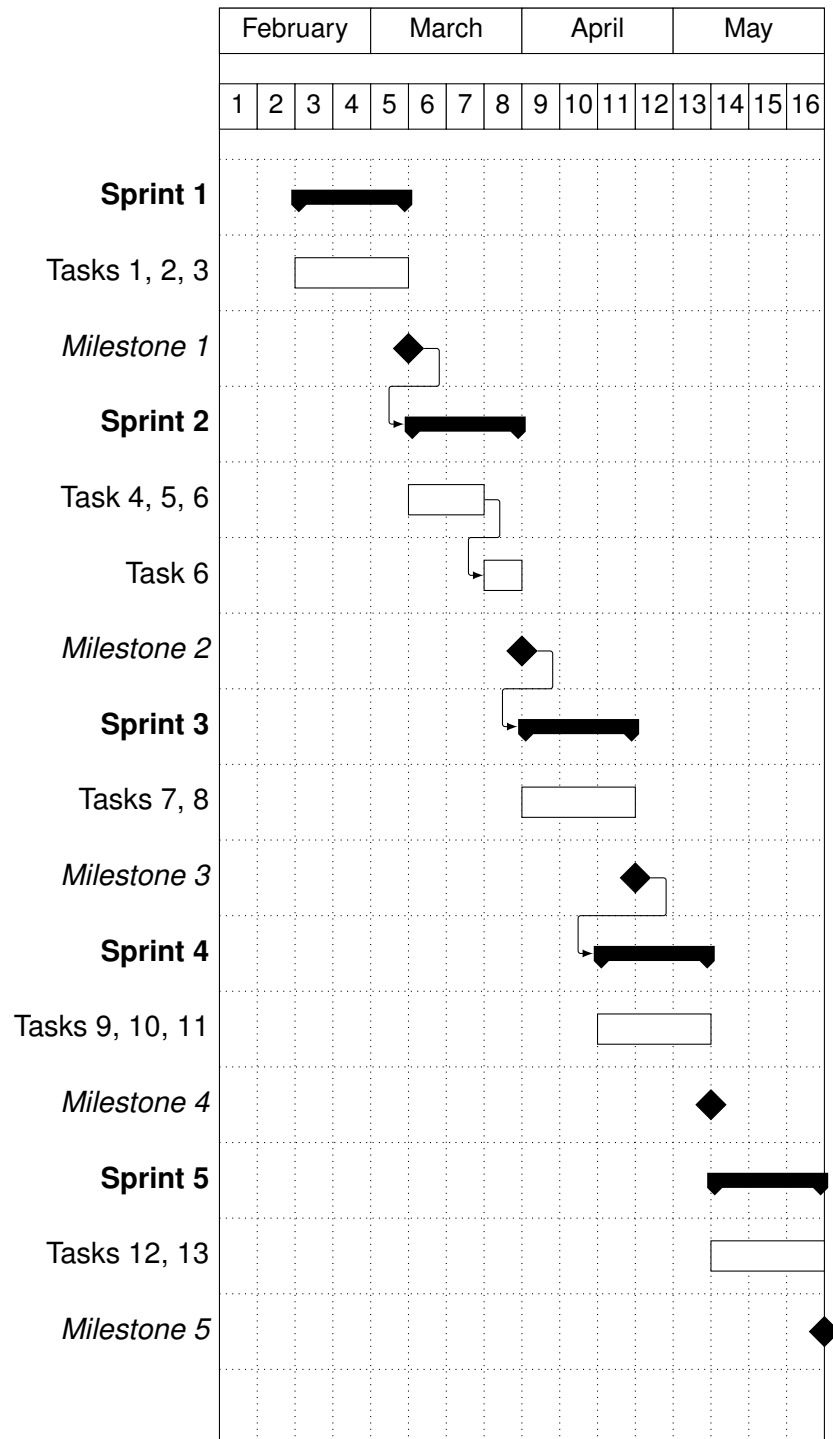 February March April May
1 2 3 4 5 6 7 8 9 10 11 12 13 14 15 16
Sprint 1
Tasks 1, 2, 3
Milestone 1
Sprint 2
Task 4, 5, 6
Task 6
Milestone 2
Sprint 3
Tasks 7, 8
Milestone 3
Sprint 4
Tasks 9, 10, 11
Milestone 4
Sprint 5
Tasks 12, 13
Milestone 5